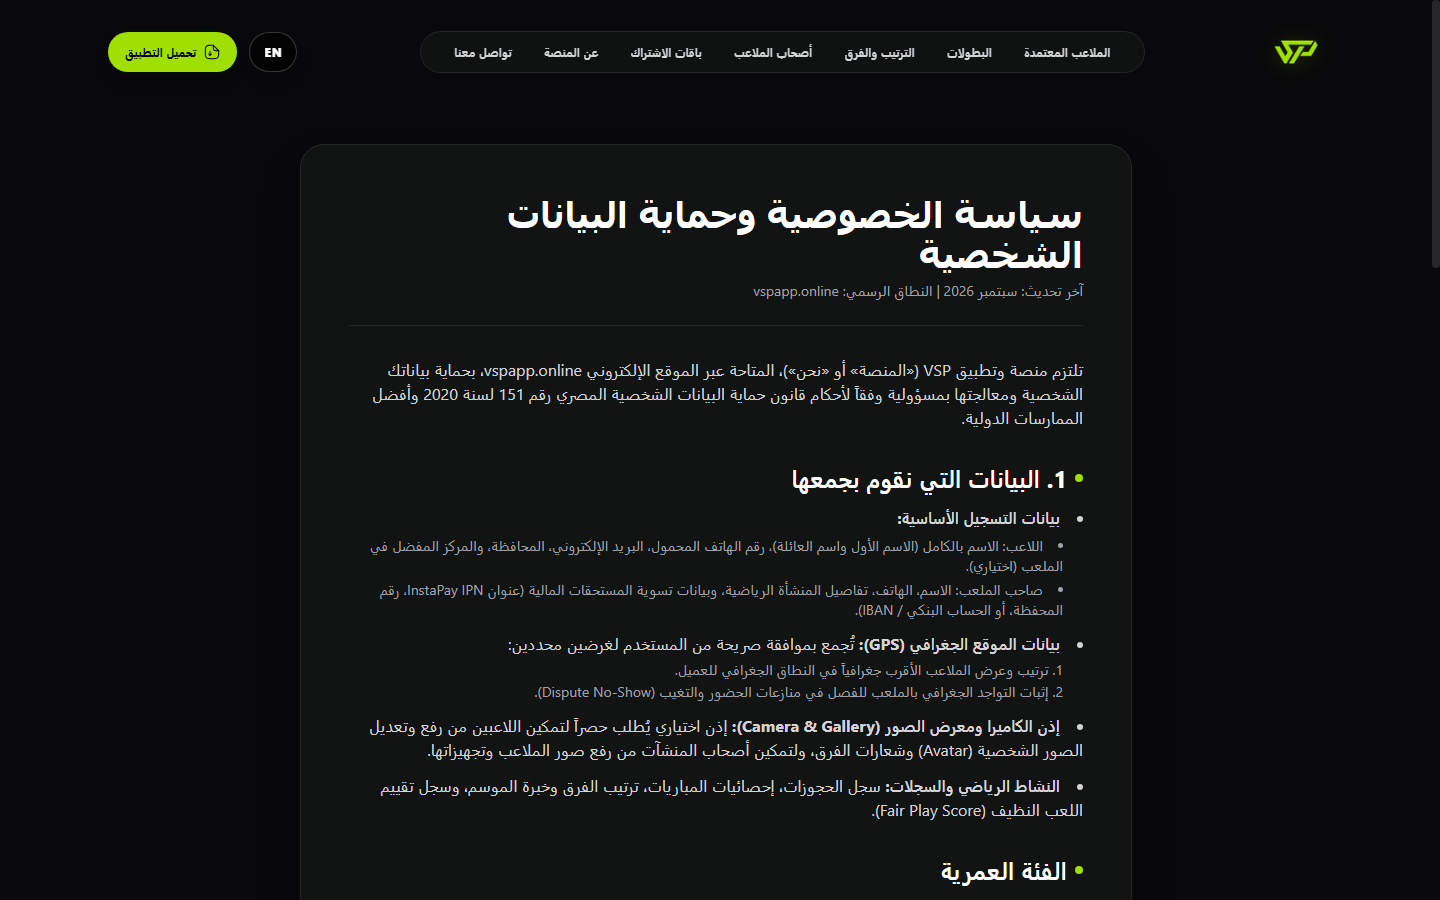 VSP
الملاعب المعتمدة
البطولات
الترتيب والفرق
أصحاب الملاعب
باقات الاشتراك
عن المنصة
تواصل معنا
EN
تحميل التطبيق
سياسة الخصوصية وحماية البيانات
الشخصية
آخر تحديث: سبتمبر 2026 | النطاق الرسمي: vspapp.online
تلتزم منصة وتطبيق VSP («المنصة» أو «نحن»)، المتاحة عبر الموقع الإلكتروني vspapp.online، بحماية بياناتك
الشخصية ومعالجتها بمسؤولية وفقاً لأحكام قانون حماية البيانات الشخصية المصري رقم 151 لسنة 2020 وأفضل
الممارسات الدولية.
1. البيانات التي نقوم بجمعها
بيانات التسجيل الأساسية:
اللاعب: الاسم بالكامل (الاسم الأول واسم العائلة)، رقم الهاتف المحمول، البريد الإلكتروني، المحافظة، والمركز المفضل في
الملعب (اختياري).
صاحب الملعب: الاسم، الهاتف، تفاصيل المنشأة الرياضية، وبيانات تسوية المستحقات المالية (عنوان InstaPay IPN، رقم
المحفظة، أو الحساب البنكي / IBAN).
بيانات الموقع الجغرافي (GPS): تُجمع بموافقة صريحة من المستخدم لغرضين محددين:
1. ترتيب وعرض الملاعب الأقرب جغرافياً في النطاق الجغرافي للعميل.
2. إثبات التواجد الجغرافي بالملعب للفصل في منازعات الحضور والتغيب (Dispute No-Show).
إذن الكاميرا ومعرض الصور (Camera & Gallery): إذن اختياري يُطلب حصراً لتمكين اللاعبين من رفع وتعديل
الصور الشخصية (Avatar) وشعارات الفرق، ولتمكين أصحاب المنشآت من رفع صور الملاعب وتجهيزاتها.
النشاط الرياضي والسجلات: سجل الحجوزات، إحصائيات المباريات، ترتيب الفرق وخبرة الموسم، وسجل تقييم
اللعب النظيف (Fair Play Score).
الفئة العمرية